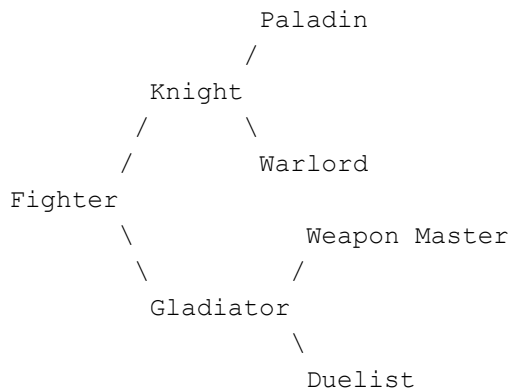 Paladin
/
Knight
/ \
/ Warlord
Fighter
\ Weapon Master
\ /
Gladiator
\
Duelist